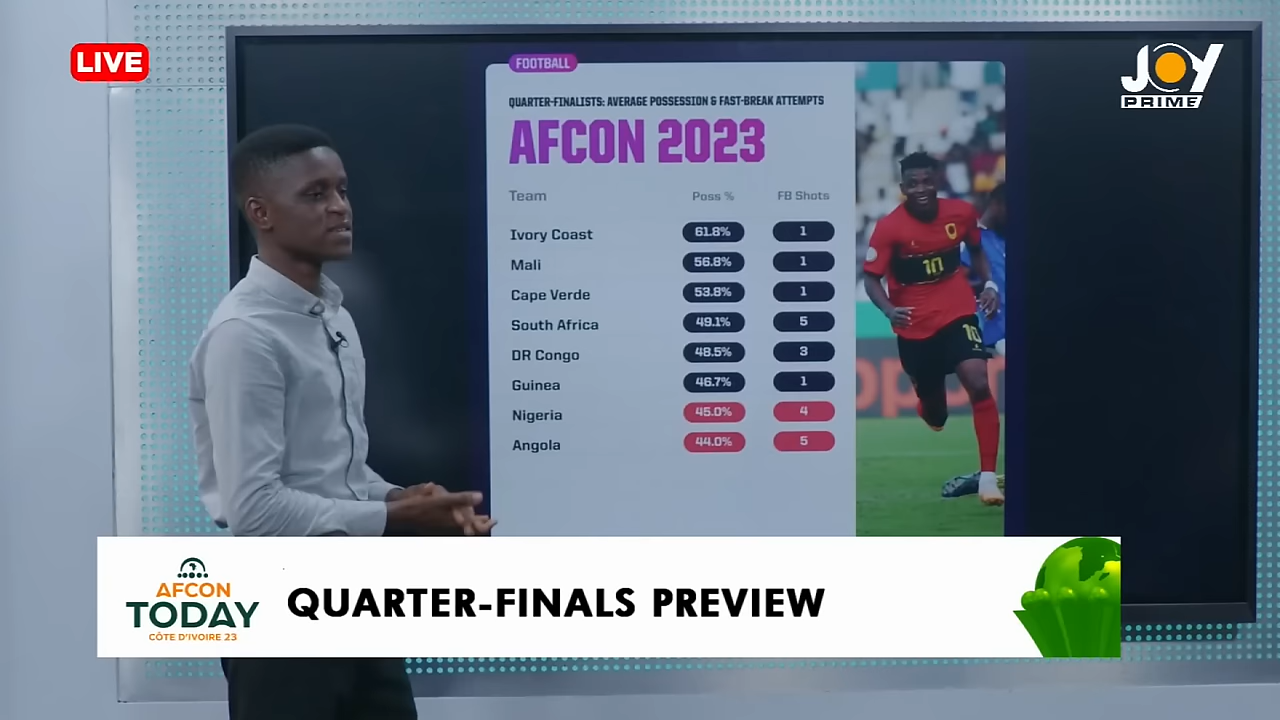 LIVE
JOY
PRIME
FOOTBALL
QUARTER-FINALISTS: AVERAGE POSSESSION & FAST-BREAK ATTEMPTS
AFCON 2023
Team Poss % FB Shots
Ivory Coast 61.8% 1
Mali 56.8% 1
Cape Verde 53.8% 1
South Africa 49.1% 5
DR Congo 48.5% 3
Guinea 46.7% 1
Nigeria 45.0% 4
Angola 44.0% 5
10
10
AFCON
TODAY
CÔTE D'IVOIRE 23
QUARTER-FINALS PREVIEW